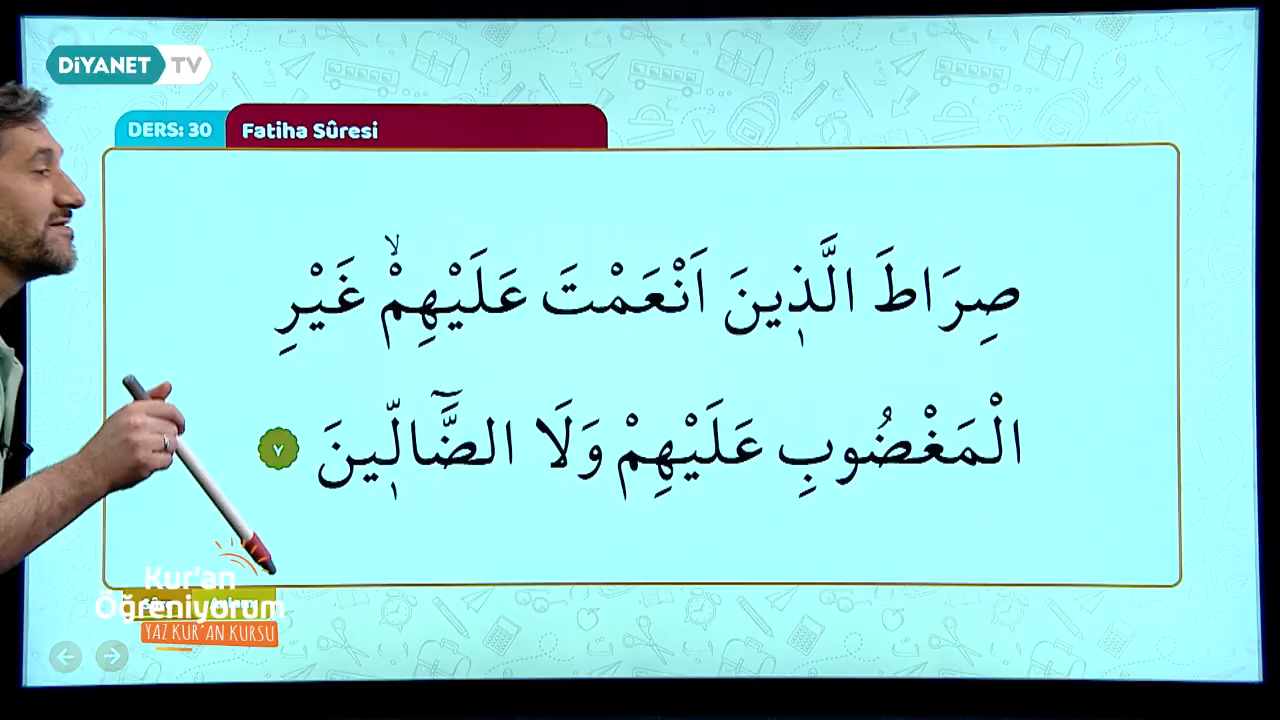 DİYANET TV
DERS: 30 Fatiha Sûresi
صِرَاطَ الَّذ۪ينَ اَنْعَمْتَ عَلَيْهِمْۙ غَيْرِ
الْمَغْضُوبِ عَلَيْهِمْ وَلَا الضَّٓالّ۪ينَ ٧
Kur'an
Öğreniyorum
YAZ KUR'AN KURSU